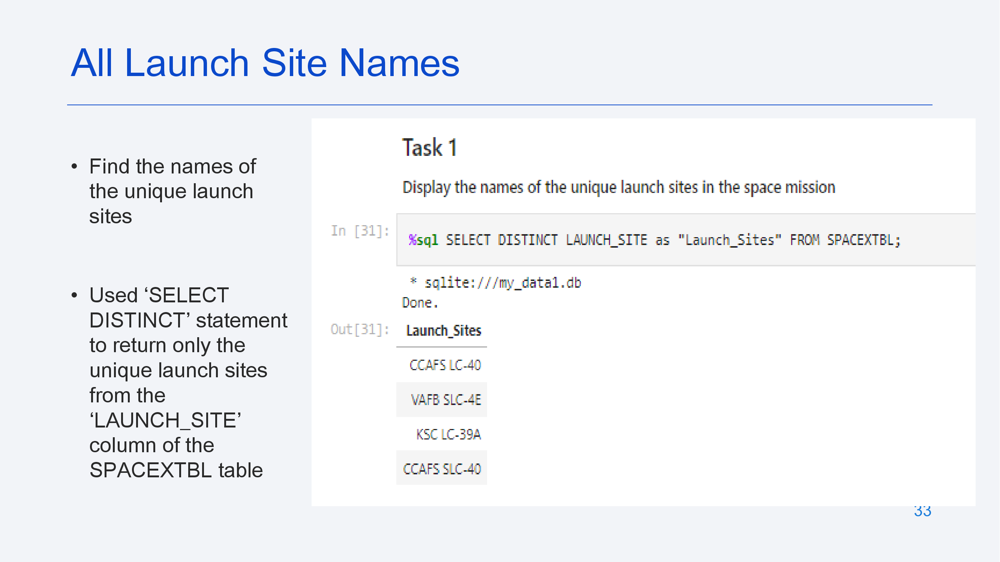 All Launch Site Names
• Find the names of
the unique launch
sites
• Used ‘SELECT
DISTINCT’ statement
to return only the
unique launch sites
from the
‘LAUNCH_SITE’
column of the
SPACEXTBL table
Task 1
Display the names of the unique launch sites in the space mission
In [31]: %sql SELECT DISTINCT LAUNCH_SITE as "Launch_Sites" FROM SPACEXTBL;
* sqlite:///my_data1.db
Done.
Out[31]: Launch_Sites
CCAFS LC-40
VAFB SLC-4E
KSC LC-39A
CCAFS SLC-40
33